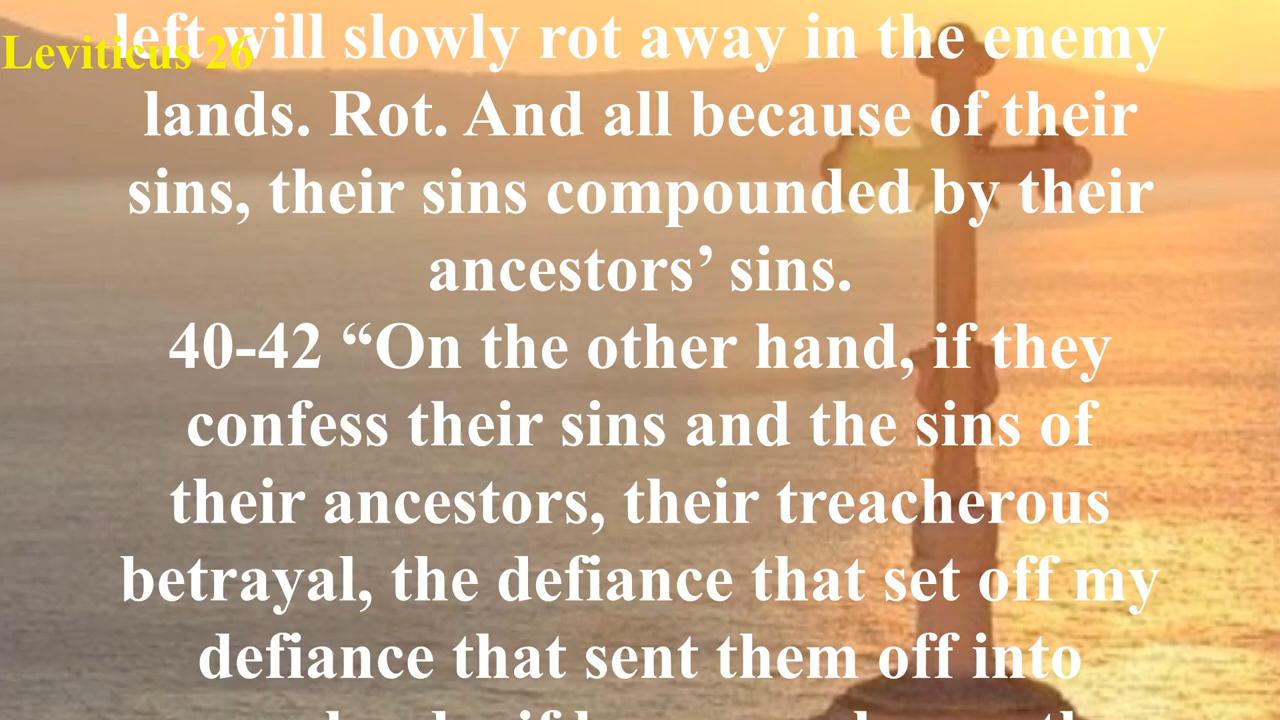 Leviticus 26
left will slowly rot away in the enemy
lands. Rot. And all because of their
sins, their sins compounded by their
ancestors’ sins.
40-42 “On the other hand, if they
confess their sins and the sins of
their ancestors, their treacherous
betrayal, the defiance that set off my
defiance that sent them off into